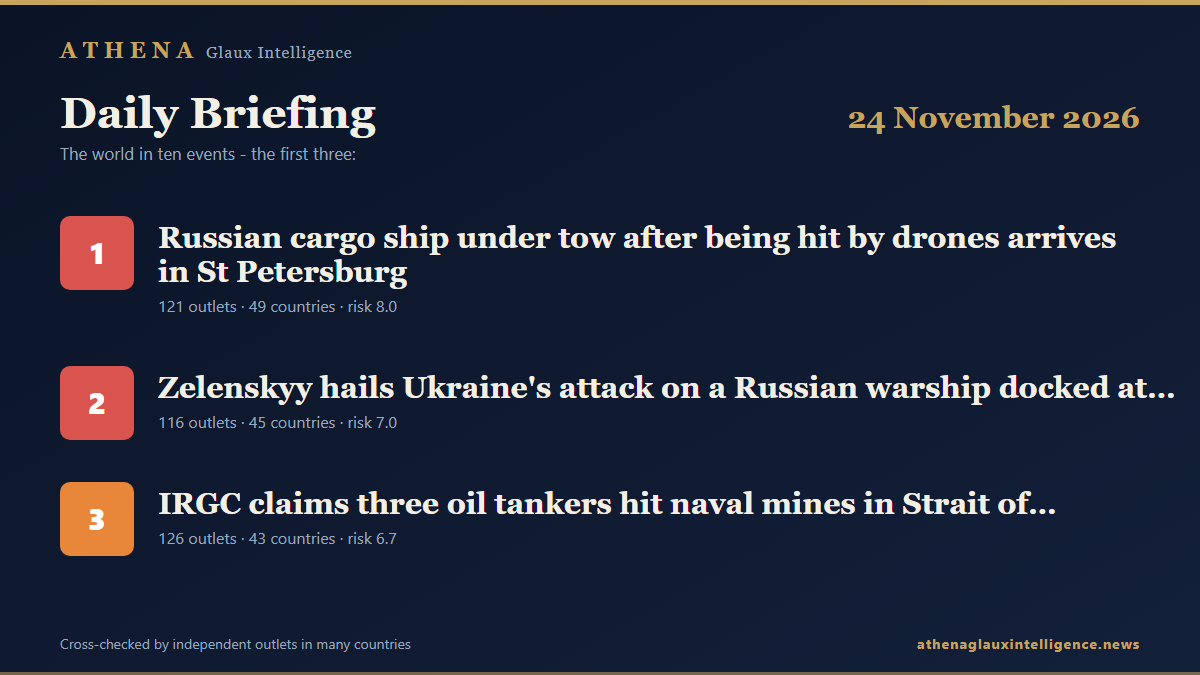 ATHENA Glaux Intelligence
Daily Briefing
24 November 2026
The world in ten events - the first three:
1
Russian cargo ship under tow after being hit by drones arrives
in St Petersburg
121 outlets · 49 countries · risk 8.0
2
Zelenskyy hails Ukraine's attack on a Russian warship docked at...
116 outlets · 45 countries · risk 7.0
3
IRGC claims three oil tankers hit naval mines in Strait of...
126 outlets · 43 countries · risk 6.7
Cross-checked by independent outlets in many countries
athenaglauxintelligence.news